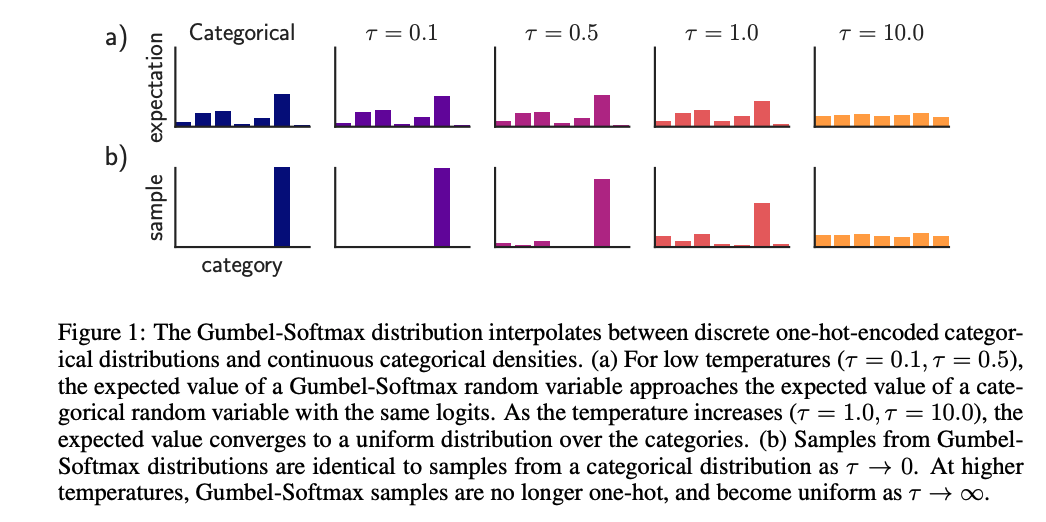 a) Categorical τ = 0.1 τ = 0.5 τ = 1.0 τ = 10.0
expectation
b)
sample
category
Figure 1: The Gumbel-Softmax distribution interpolates between discrete one-hot-encoded categor-
ical distributions and continuous categorical densities. (a) For low temperatures (τ = 0.1, τ = 0.5),
the expected value of a Gumbel-Softmax random variable approaches the expected value of a cate-
gorical random variable with the same logits. As the temperature increases (τ = 1.0, τ = 10.0), the
expected value converges to a uniform distribution over the categories. (b) Samples from Gumbel-
Softmax distributions are identical to samples from a categorical distribution as τ → 0. At higher
temperatures, Gumbel-Softmax samples are no longer one-hot, and become uniform as τ → ∞.